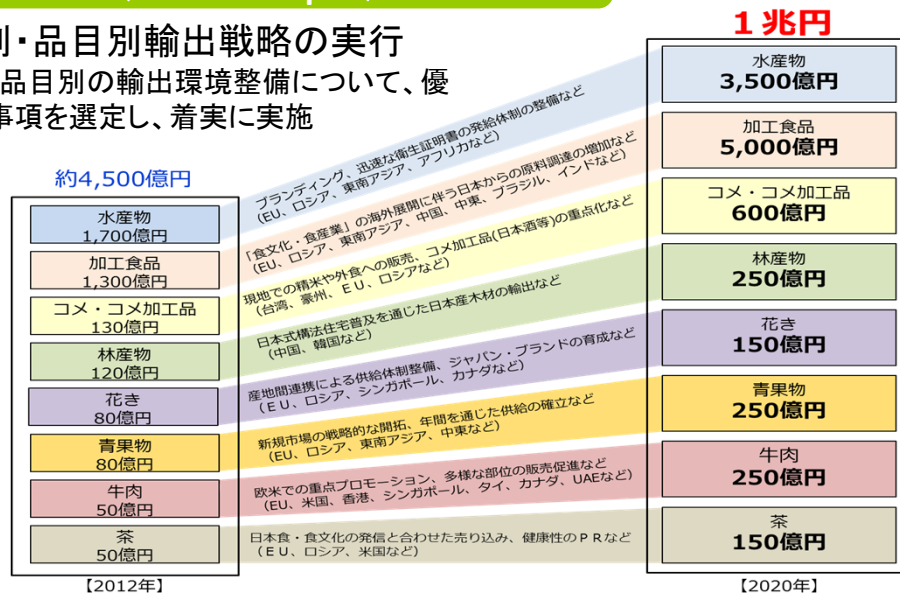 別・品目別輸出戦略の実行
品目別の輸出環境整備について、優
事項を選定し、着実に実施
約4,500億円
水産物
1,700億円
加工食品
1,300億円
コメ・コメ加工品
130億円
林産物
120億円
花き
80億円
青果物
80億円
牛肉
50億円
茶
50億円
【2012年】
ブランディング、迅速な衛生証明書の発給体制の整備など
(EU、ロシア、東南アジア、アフリカなど)
「食文化・食産業」の海外展開に伴う日本からの原料調達の増加など
(EU、ロシア、東南アジア、中国、中東、ブラジル、インドなど)
現地での精米や外食への販売、コメ加工品(日本酒等)の重点化など
(台湾、豪州、EU、ロシアなど)
日本式構法住宅普及を通じた日本産木材の輸出など
(中国、韓国など)
産地間連携による供給体制整備、ジャパン・ブランドの育成など
(EU、ロシア、シンガポール、カナダなど)
新規市場の戦略的な開拓、年間を通じた供給の確立など
(EU、ロシア、東南アジア、中東など)
欧米での重点プロモーション、多様な部位の販売促進など
(EU、米国、香港、シンガポール、タイ、カナダ、UAEなど)
日本食・食文化の発信と合わせた売り込み、健康性のPRなど
(EU、ロシア、米国など)
1兆円
水産物
3,500億円
加工食品
5,000億円
コメ・コメ加工品
600億円
林産物
250億円
花き
150億円
青果物
250億円
牛肉
250億円
茶
150億円
【2020年】